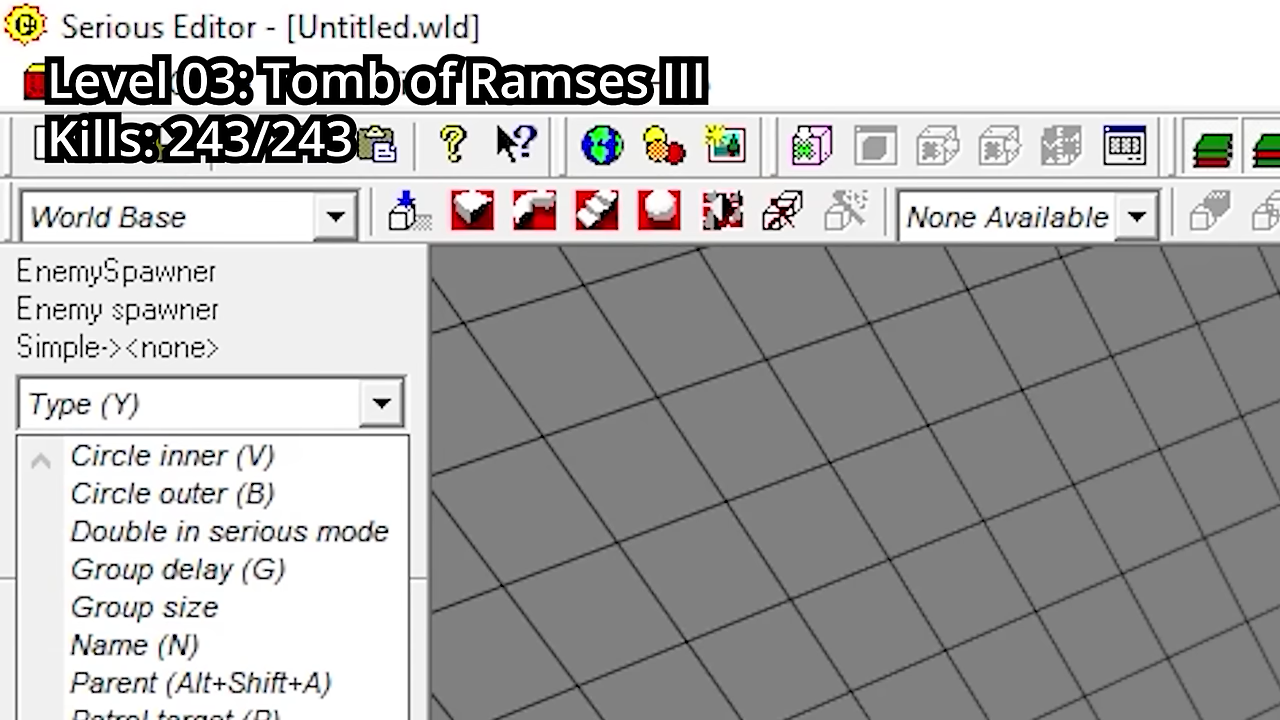 Serious Editor - [Untitled.wld]
Level 03: Tomb of Ramses III
Kills: 243/243
World Base
None Available
EnemySpawner
Enemy spawner
Simple-><none>
Type (Y)
Circle inner (V)
Circle outer (B)
Double in serious mode
Group delay (G)
Group size
Name (N)
Parent (Alt+Shift+A)
Patrol target (P)